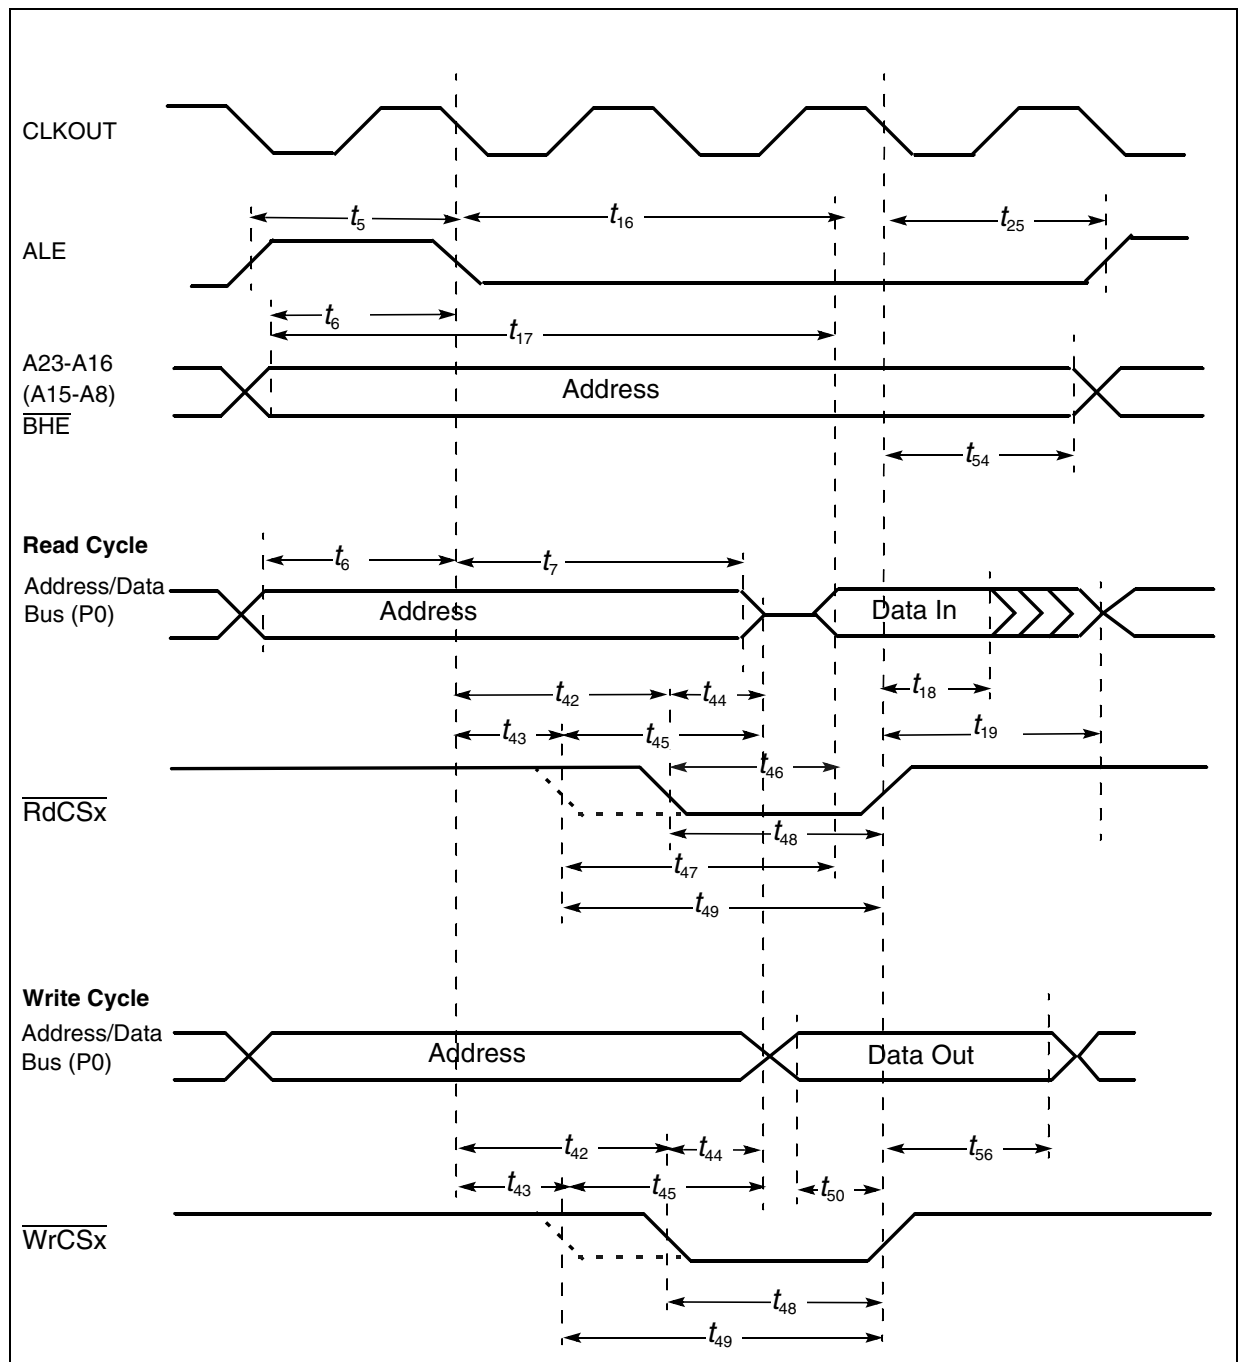 CLKOUT
t5 t16 t25
ALE
t6
t17
A23-A16
(A15-A8)
BHE
Address
t54
Read Cycle
t6 t7
Address/Data
Bus (P0)
Address Data In
t42 t44 t18
t43 t45 t19
t46
RdCSx
t48
t47
t49
Write Cycle
Address/Data
Bus (P0)
Address Data Out
t42 t44 t56
t43 t45 t50
WrCSx
t48
t49